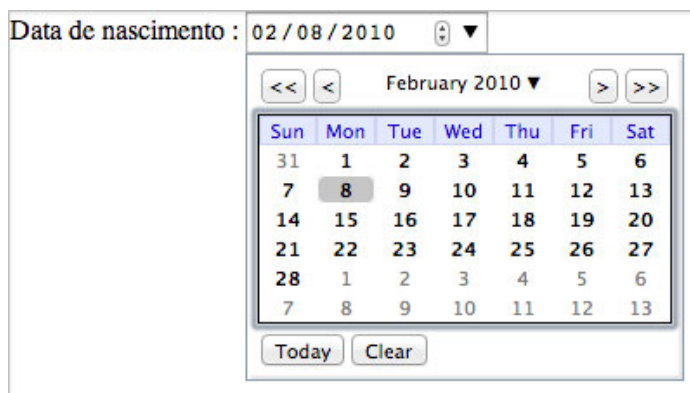 Data de nascimento : 02/08/2010 ▼
<< < February 2010 ▼ > >>
Sun Mon Tue Wed Thu Fri Sat
31 1 2 3 4 5 6
7 8 9 10 11 12 13
14 15 16 17 18 19 20
21 22 23 24 25 26 27
28 1 2 3 4 5 6
7 8 9 10 11 12 13
Today Clear